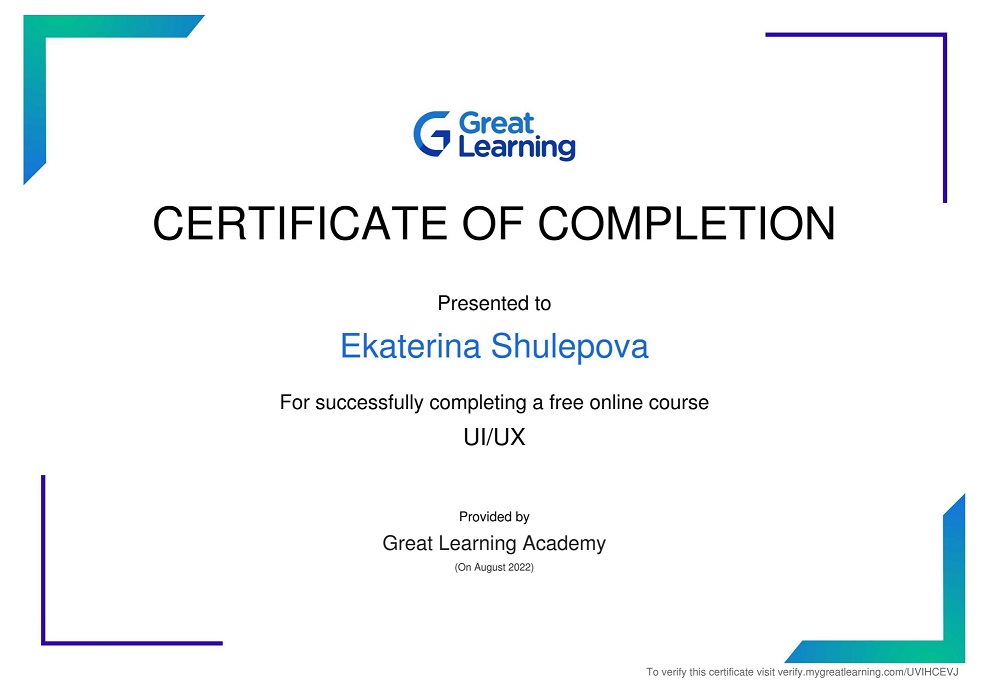 Great
Learning
CERTIFICATE OF COMPLETION
Presented to
Ekaterina Shulepova
For successfully completing a free online course
UI/UX
Provided by
Great Learning Academy
(On August 2022)
To verify this certificate visit verify.mygreatlearning.com/UVIHCEVJ